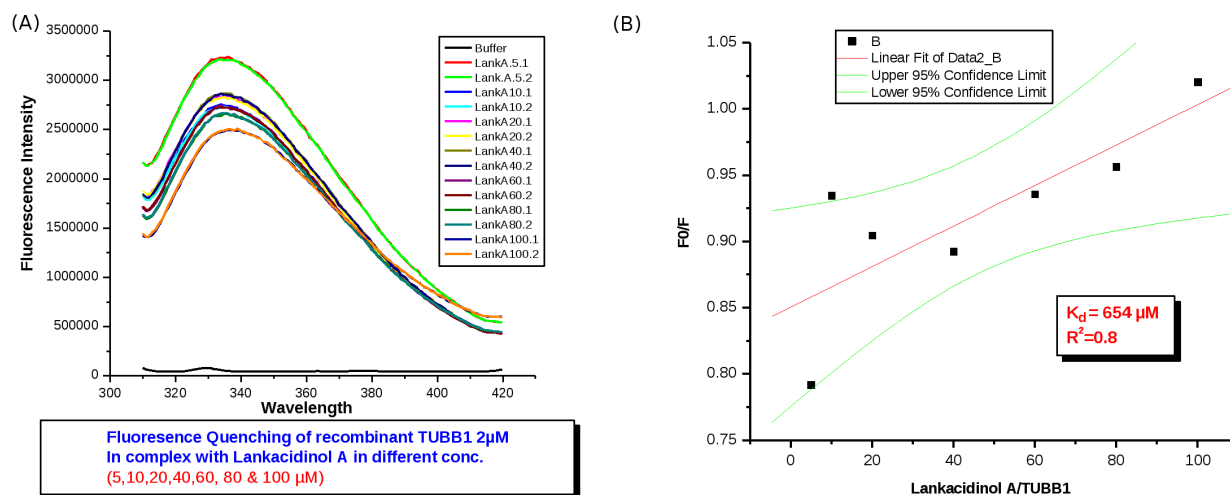 (A)
3500000
3000000
2500000
2000000
1500000
1000000
500000
0
Fluorescence Intensity
300
320
340
360
380
400
420
Wavelength
Buffer
LankA.5.1
Lank.A.5.2
LankA10.1
LankA10.2
LankA20.1
LankA20.2
LankA40.1
LankA40.2
LankA60.1
LankA60.2
LankA80.1
LankA80.2
LankA100.1
LankA100.2
Fluoresence Quenching of recombinant TUBB1 2µM
In complex with Lankacidinol A in different conc.
(5,10,20,40,60, 80 & 100 µM)
(B)
1.05
1.00
0.95
0.90
0.85
0.80
0.75
F0/F
B
Linear Fit of Data2_B
Upper 95% Confidence Limit
Lower 95% Confidence Limit
Kd = 654 µM
R²=0.8
0
20
40
60
80
100
Lankacidinol A/TUBB1